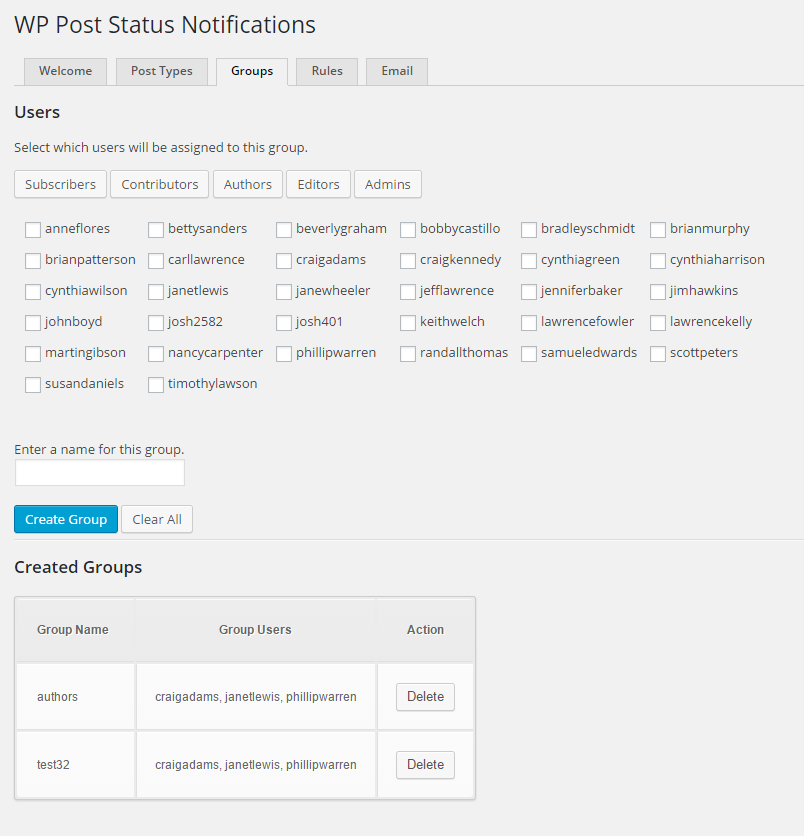 WP Post Status Notifications
Welcome Post Types Groups Rules Email
Users
Select which users will be assigned to this group.
Subscribers Contributors Authors Editors Admins
anneflores bettysanders beverlygraham bobbycastillo bradleyschmidt brianmurphy
brianpatterson carllawrence craigadams craigkennedy cynthiagreen cynthiaharrison
cynthiawilson janetlewis janewheeler jefflawrence jenniferbaker jimhawkins
johnboyd josh2582 josh401 keithwelch lawrencefowler lawrencekelly
martingibson nancycarpenter phillipwarren randallthomas samueledwards scottpeters
susandaniels timothylawson
Enter a name for this group.
Create Group Clear All
Created Groups
Group Name Group Users Action
authors craigadams, janetlewis, phillipwarren Delete
test32 craigadams, janetlewis, phillipwarren Delete